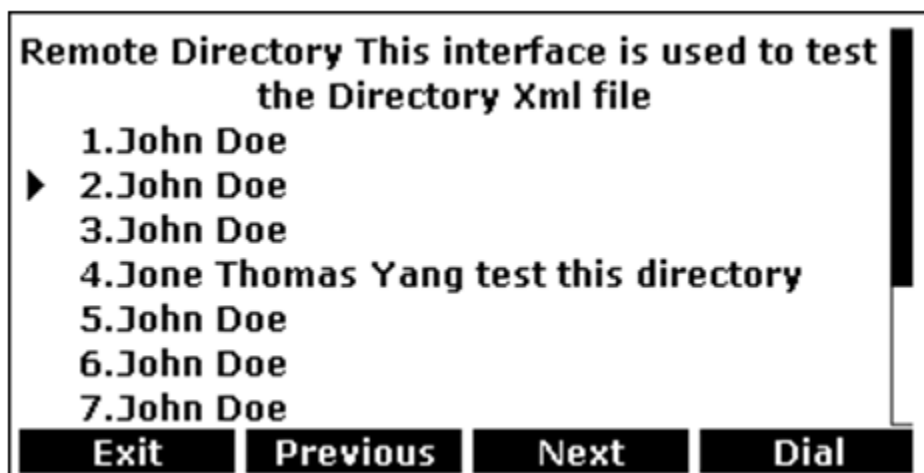 Remote Directory This interface is used to test
the Directory Xml file
1.John Doe
2.John Doe
3.John Doe
4.Jone Thomas Yang test this directory
5.John Doe
6.John Doe
7.John Doe
Exit Previous Next Dial